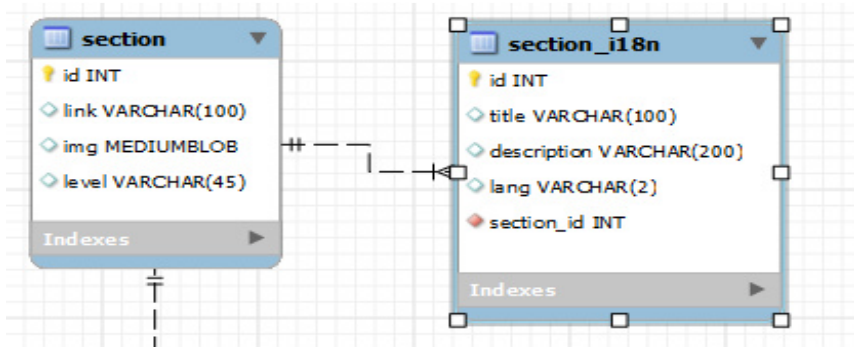 section
id INT
link VARCHAR(100)
img MEDIUMBLOB
level VARCHAR(45)
Indexes
section_i18n
id INT
title VARCHAR(100)
description VARCHAR(200)
lang VARCHAR(2)
section_id INT
Indexes